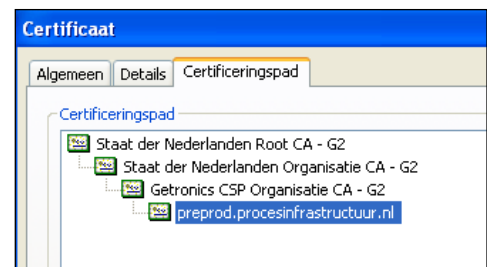 Certificaat
Algemeen Details Certificeringspad
Certificeringspad
Staat der Nederlanden Root CA - G2
Staat der Nederlanden Organisatie CA - G2
Getronics CSP Organisatie CA - G2
preprod.procesinfrastructuur.nl